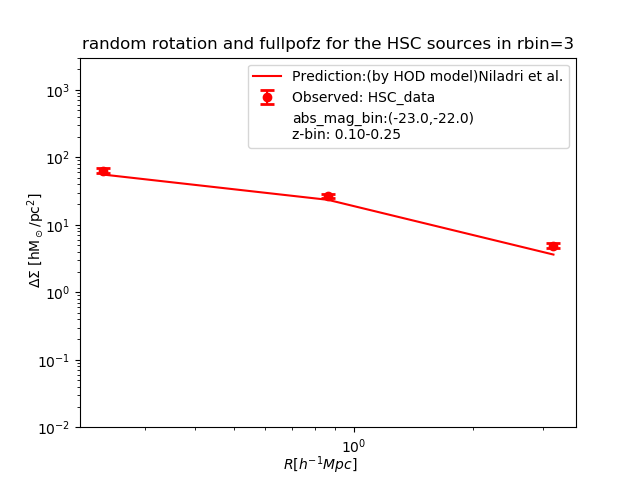 random rotation and fullpofz for the HSC sources in rbin=3
Prediction:(by HOD model)Niladri et al.
Observed: HSC_data
abs_mag_bin:(-23.0,-22.0)
z-bin: 0.10-0.25
ΔΣ [hM⊙/pc²]
10³
10²
10¹
10⁰
10⁻¹
10⁻²
10⁰
R[h⁻¹Mpc]